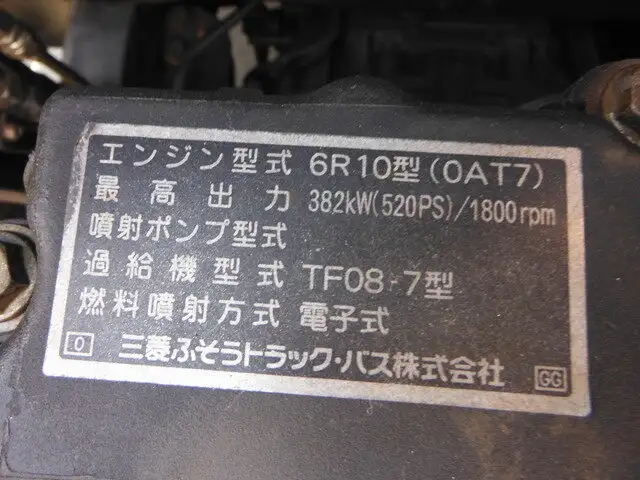 エンジン型式 6R10型(0AT7)
最高出力 382kW(520PS)/1800rpm
噴射ポンプ型式
過給機型式 TF08-7型
燃料噴射方式 電子式
0 三菱ふそうトラック・バス株式会社 GG